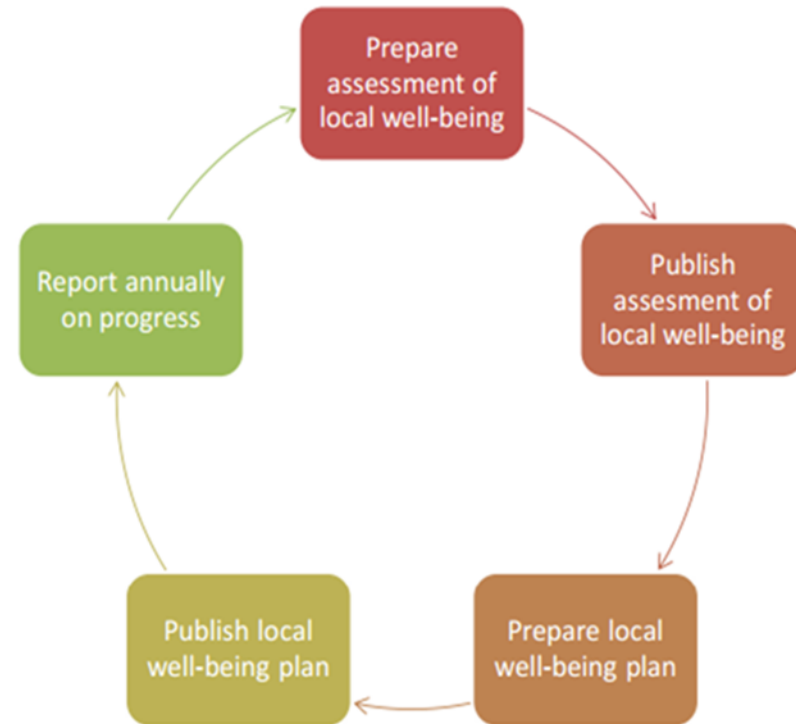 Prepare
assessment of
local well-being
Publish
assesment of
local well-being
Prepare local
well-being plan
Publish local
well-being plan
Report annually
on progress